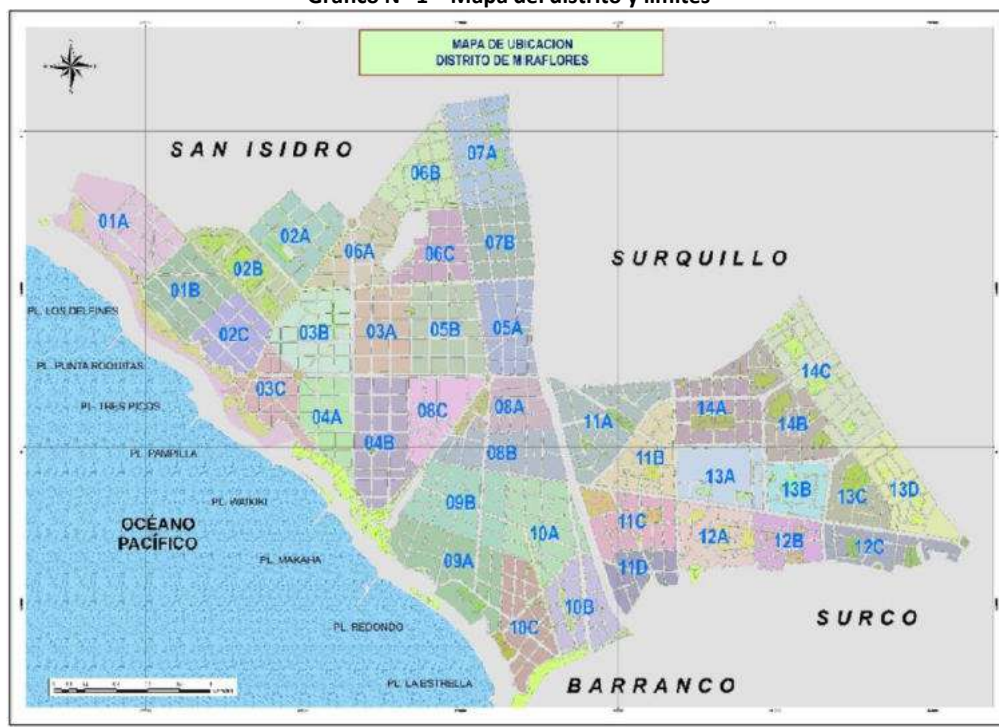 Gráfico N° 1 – Mapa del distrito y límites
MAPA DE UBICACION
DISTRITO DE MIRAFLORES
SAN ISIDRO
07A
06B
01A
02A
06A
06C
07B
SURQUILLO
02B
01B
PL. LOS DELFINES
02C
03B
03A
05B
05A
PL. PUNTA ROQUITAS
03C
14C
PL. TRES PICOS
04A
04B
08C
08A
11A
14A
14B
PL. PAMPILLA
08B
11B
13A
13B
13C
13D
PL. WAIKIKI
09B
OCÉANO
PACÍFICO
10A
11C
12A
12B
12C
PL. MAKAHA
09A
11D
10B
10C
SURCO
PL. REDONDO
PL. LA ESTRELLA
BARRANCO